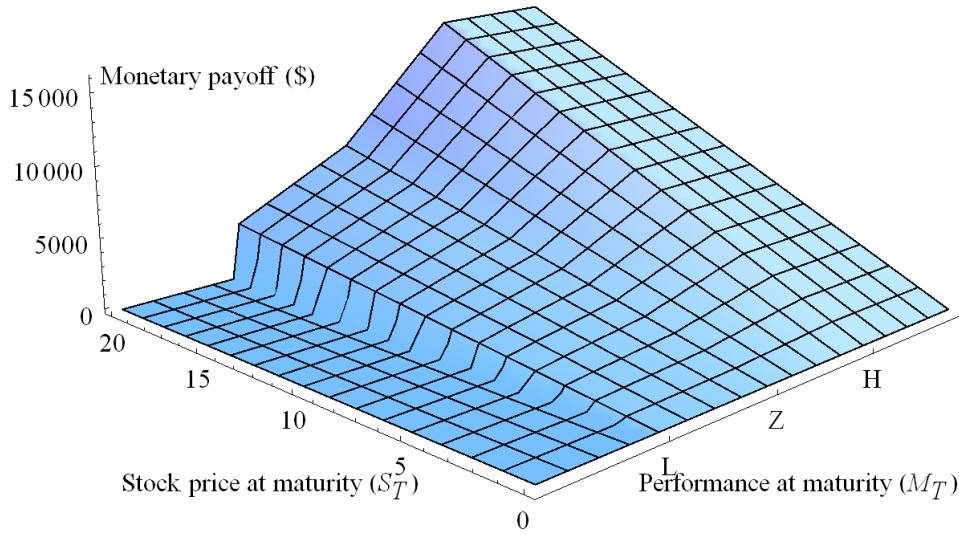 Monetary payoff ($)
15 000
10 000
5000
0
20
15
10
5
0
L
Z
H
Stock price at maturity (S_T)
Performance at maturity (M_T)